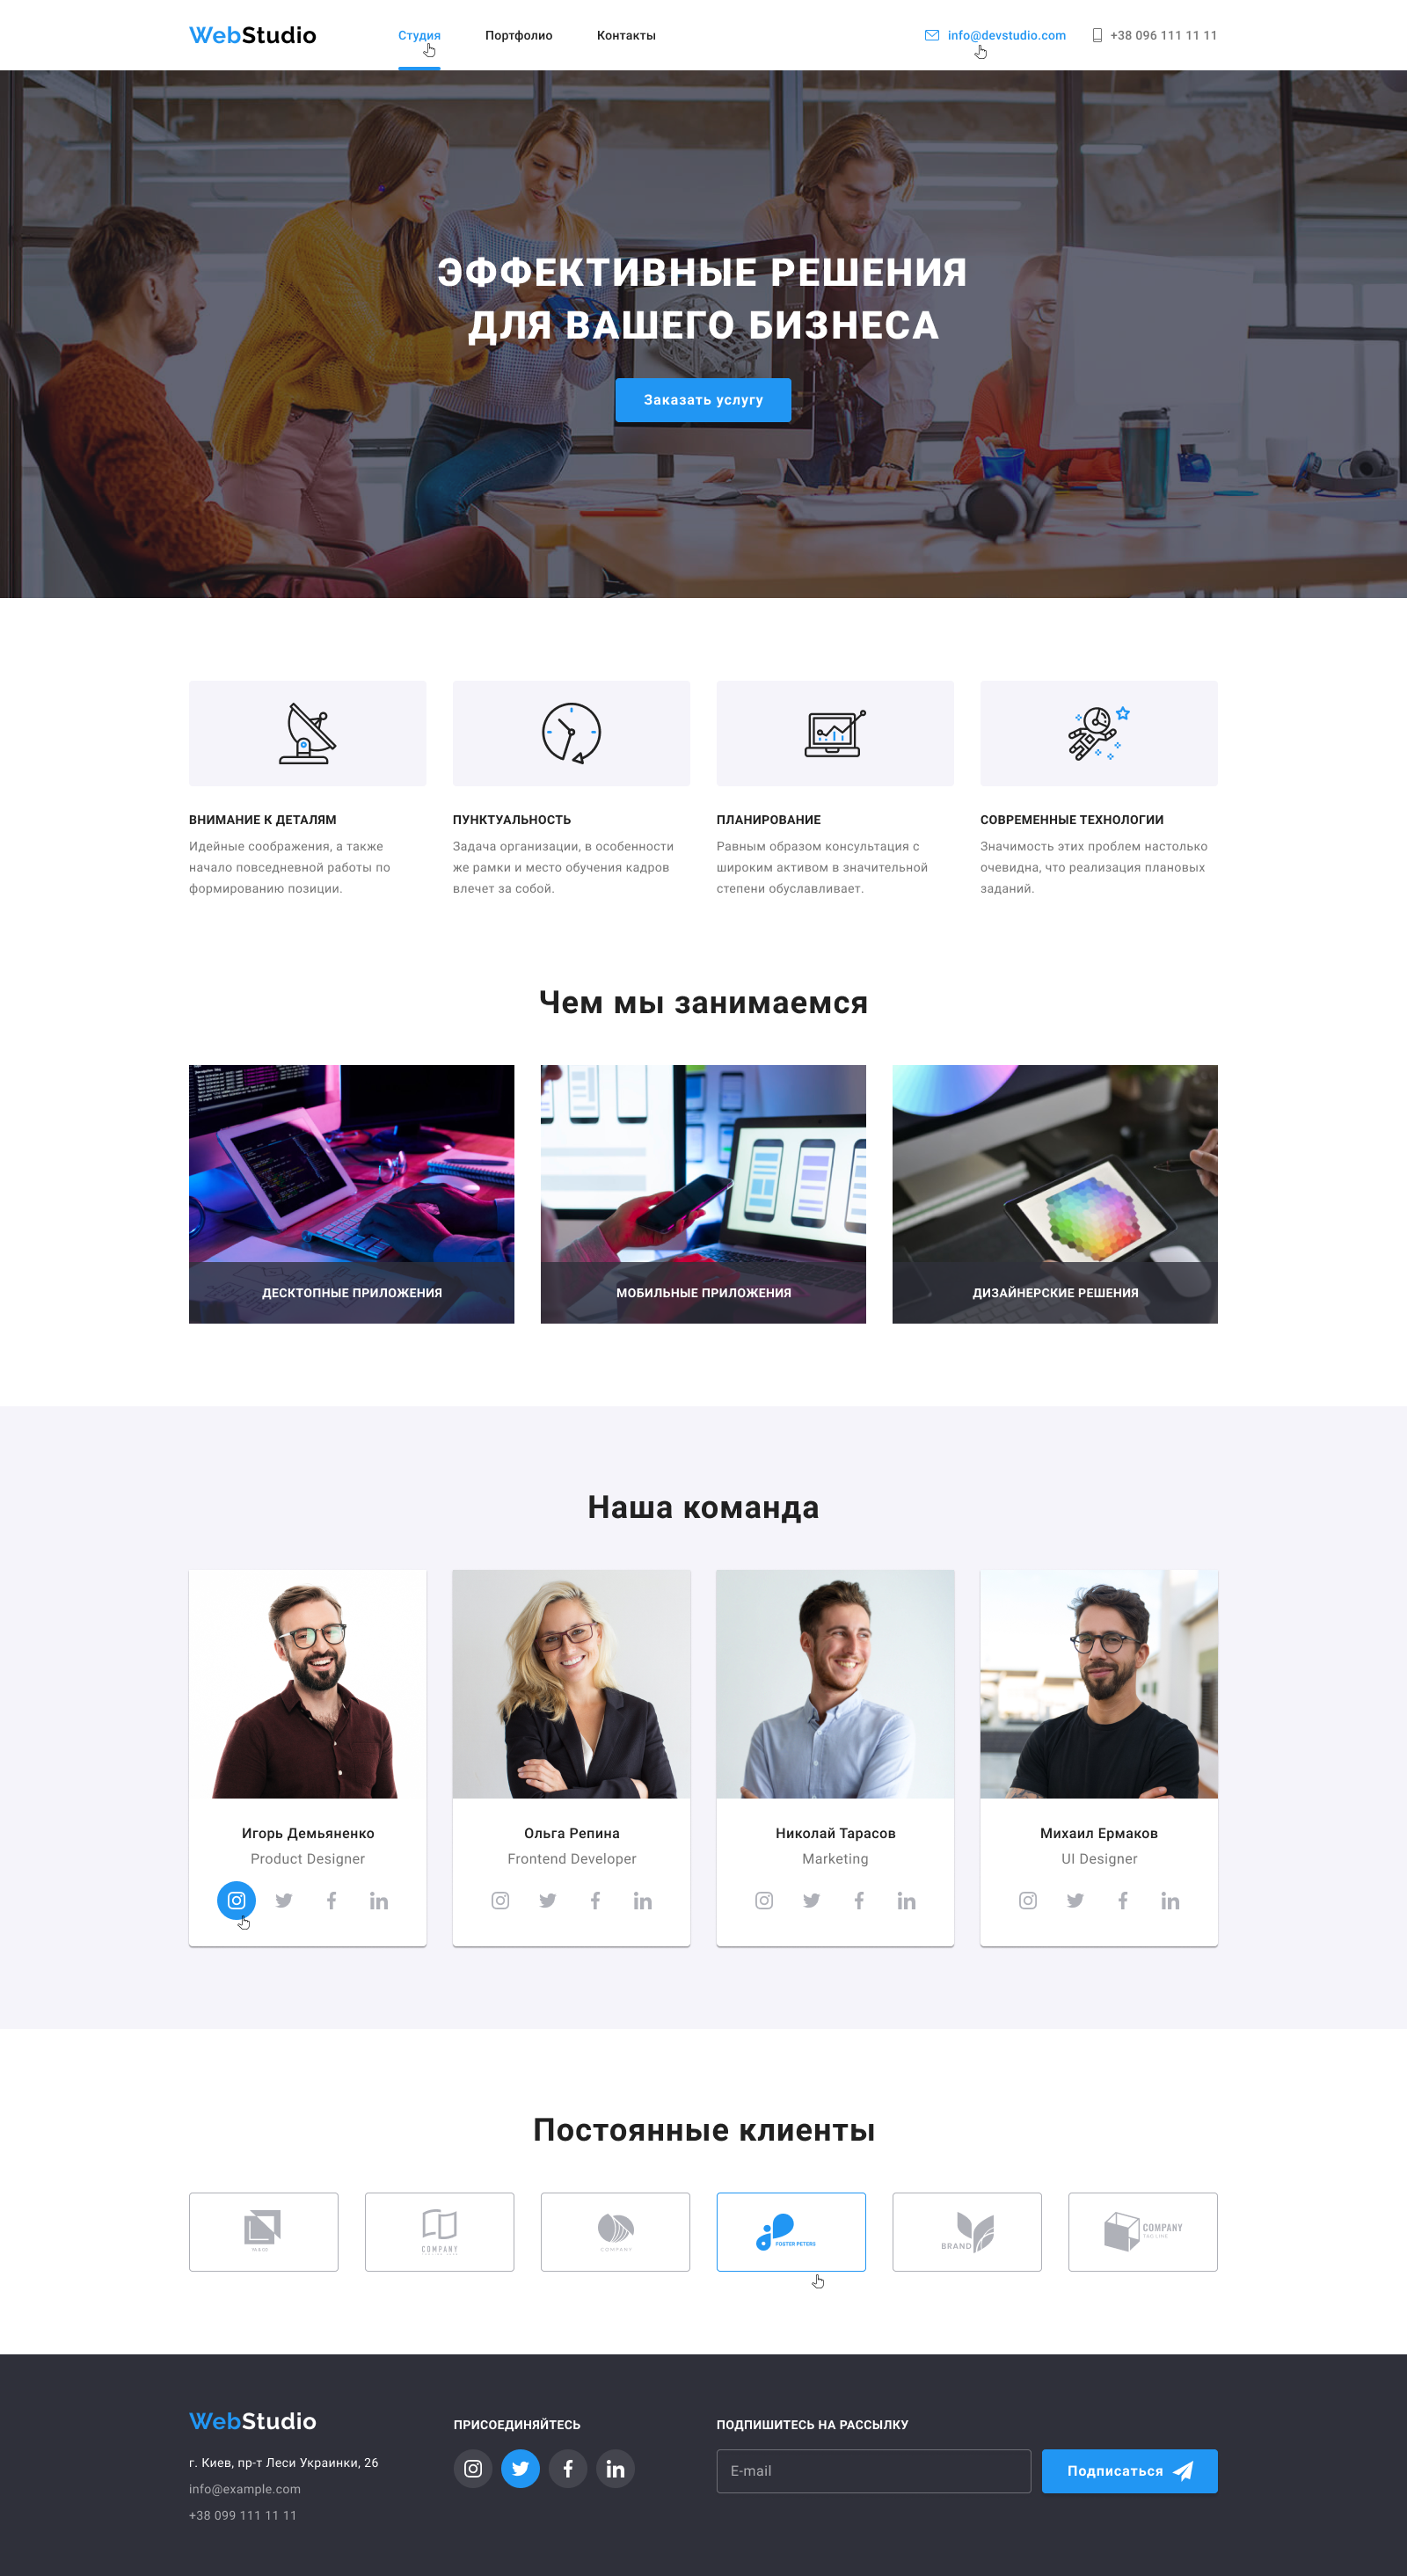 WebStudio
Студия
Портфолио
Контакты
info@devstudio.com
+38 096 111 11 11
ЭФФЕКТИВНЫЕ РЕШЕНИЯ
ДЛЯ ВАШЕГО БИЗНЕСА
Заказать услугу
ВНИМАНИЕ К ДЕТАЛЯМ
Идейные соображения, а также
начало повседневной работы по
формированию позиции.
ПУНКТУАЛЬНОСТЬ
Задача организации, в особенности
же рамки и место обучения кадров
влечет за собой.
ПЛАНИРОВАНИЕ
Равным образом консультация с
широким активом в значительной
степени обуславливает.
СОВРЕМЕННЫЕ ТЕХНОЛОГИИ
Значимость этих проблем настолько
очевидна, что реализация плановых
заданий.
Чем мы занимаемся
ДЕСКТОПНЫЕ ПРИЛОЖЕНИЯ
МОБИЛЬНЫЕ ПРИЛОЖЕНИЯ
ДИЗАЙНЕРСКИЕ РЕШЕНИЯ
Наша команда
Игорь Демьяненко
Product Designer
Ольга Репина
Frontend Developer
Николай Тарасов
Marketing
Михаил Ермаков
UI Designer
Постоянные клиенты
COMPANY
COMPANY
FOSTER PETERS
BRAND
COMPANY
WebStudio
г. Киев, пр-т Леси Украинки, 26
info@example.com
+38 099 111 11 11
ПРИСОЕДИНЯЙТЕСЬ
ПОДПИШИТЕСЬ НА РАССЫЛКУ
E-mail
Подписаться